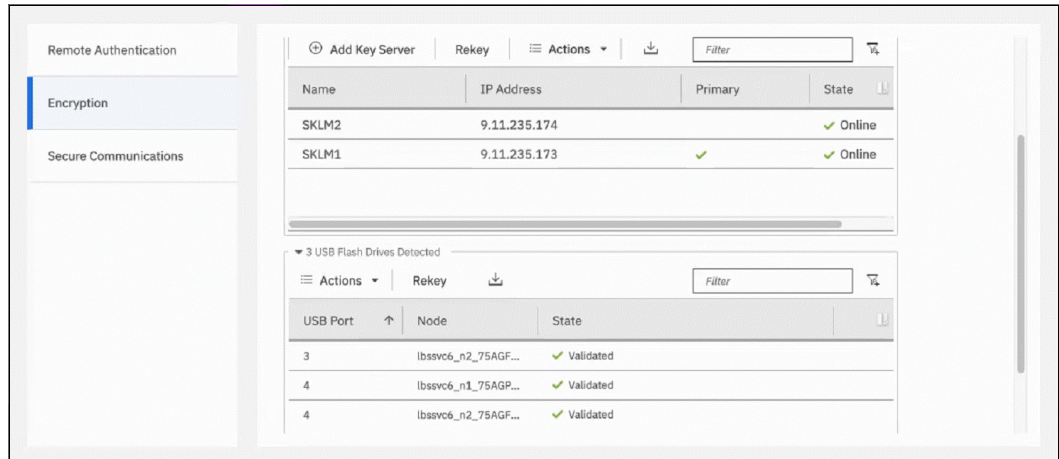 Remote Authentication
Encryption
Secure Communications
Add Key Server Rekey Actions Filter
Name IP Address Primary State
SKLM2 9.11.235.174 Online
SKLM1 9.11.235.173 Online
3 USB Flash Drives Detected
Actions Rekey Filter
USB Port Node State
3 lbssvc6_n2_75AGF... Validated
4 lbssvc6_n1_75AGP... Validated
4 lbssvc6_n2_75AGF... Validated